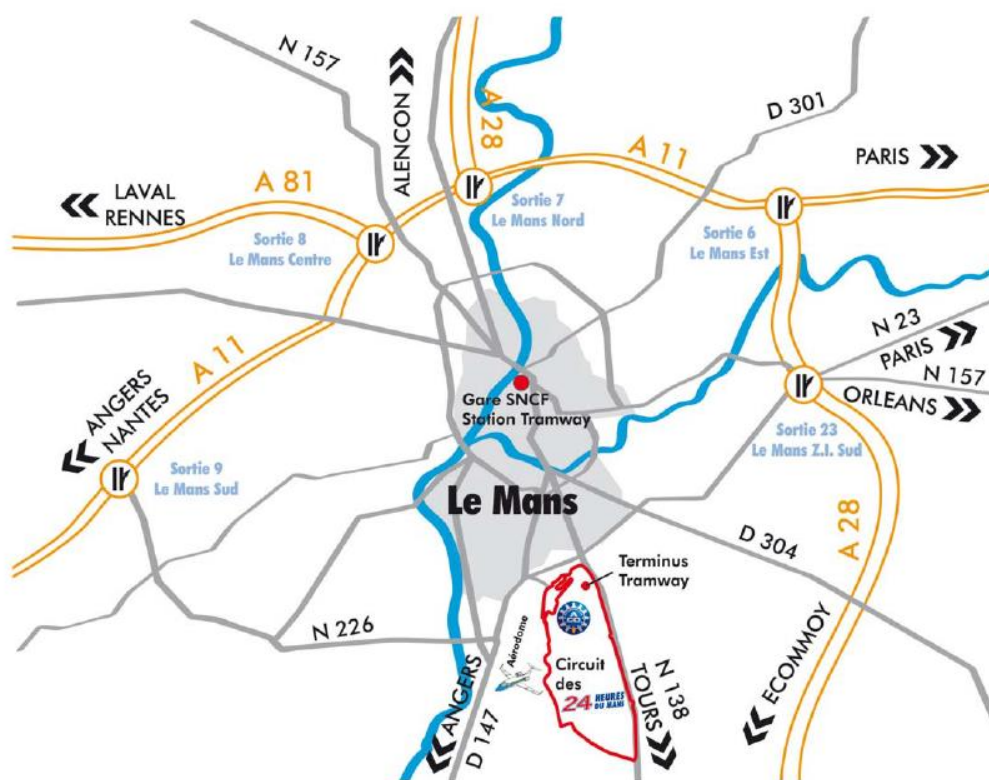 N 157
ALENCON
A 28
D 301
A 11
PARIS
LAVAL
RENNES
A 81
Sortie 7
Le Mans Nord
Sortie 8
Le Mans Centre
Sortie 6
Le Mans Est
A 11
N 23
PARIS
N 157
ORLEANS
ANGERS
NANTES
Gare SNCF
Station Tramway
Sortie 23
Le Mans Z.I. Sud
Sortie 9
Le Mans Sud
Le Mans
A 28
D 304
Terminus
Tramway
N 226
Aérodome
ACO
Circuit
des
24 HEURES
DU MANS
N 138
TOURS
ANGERS
D 147
ECOMMOY